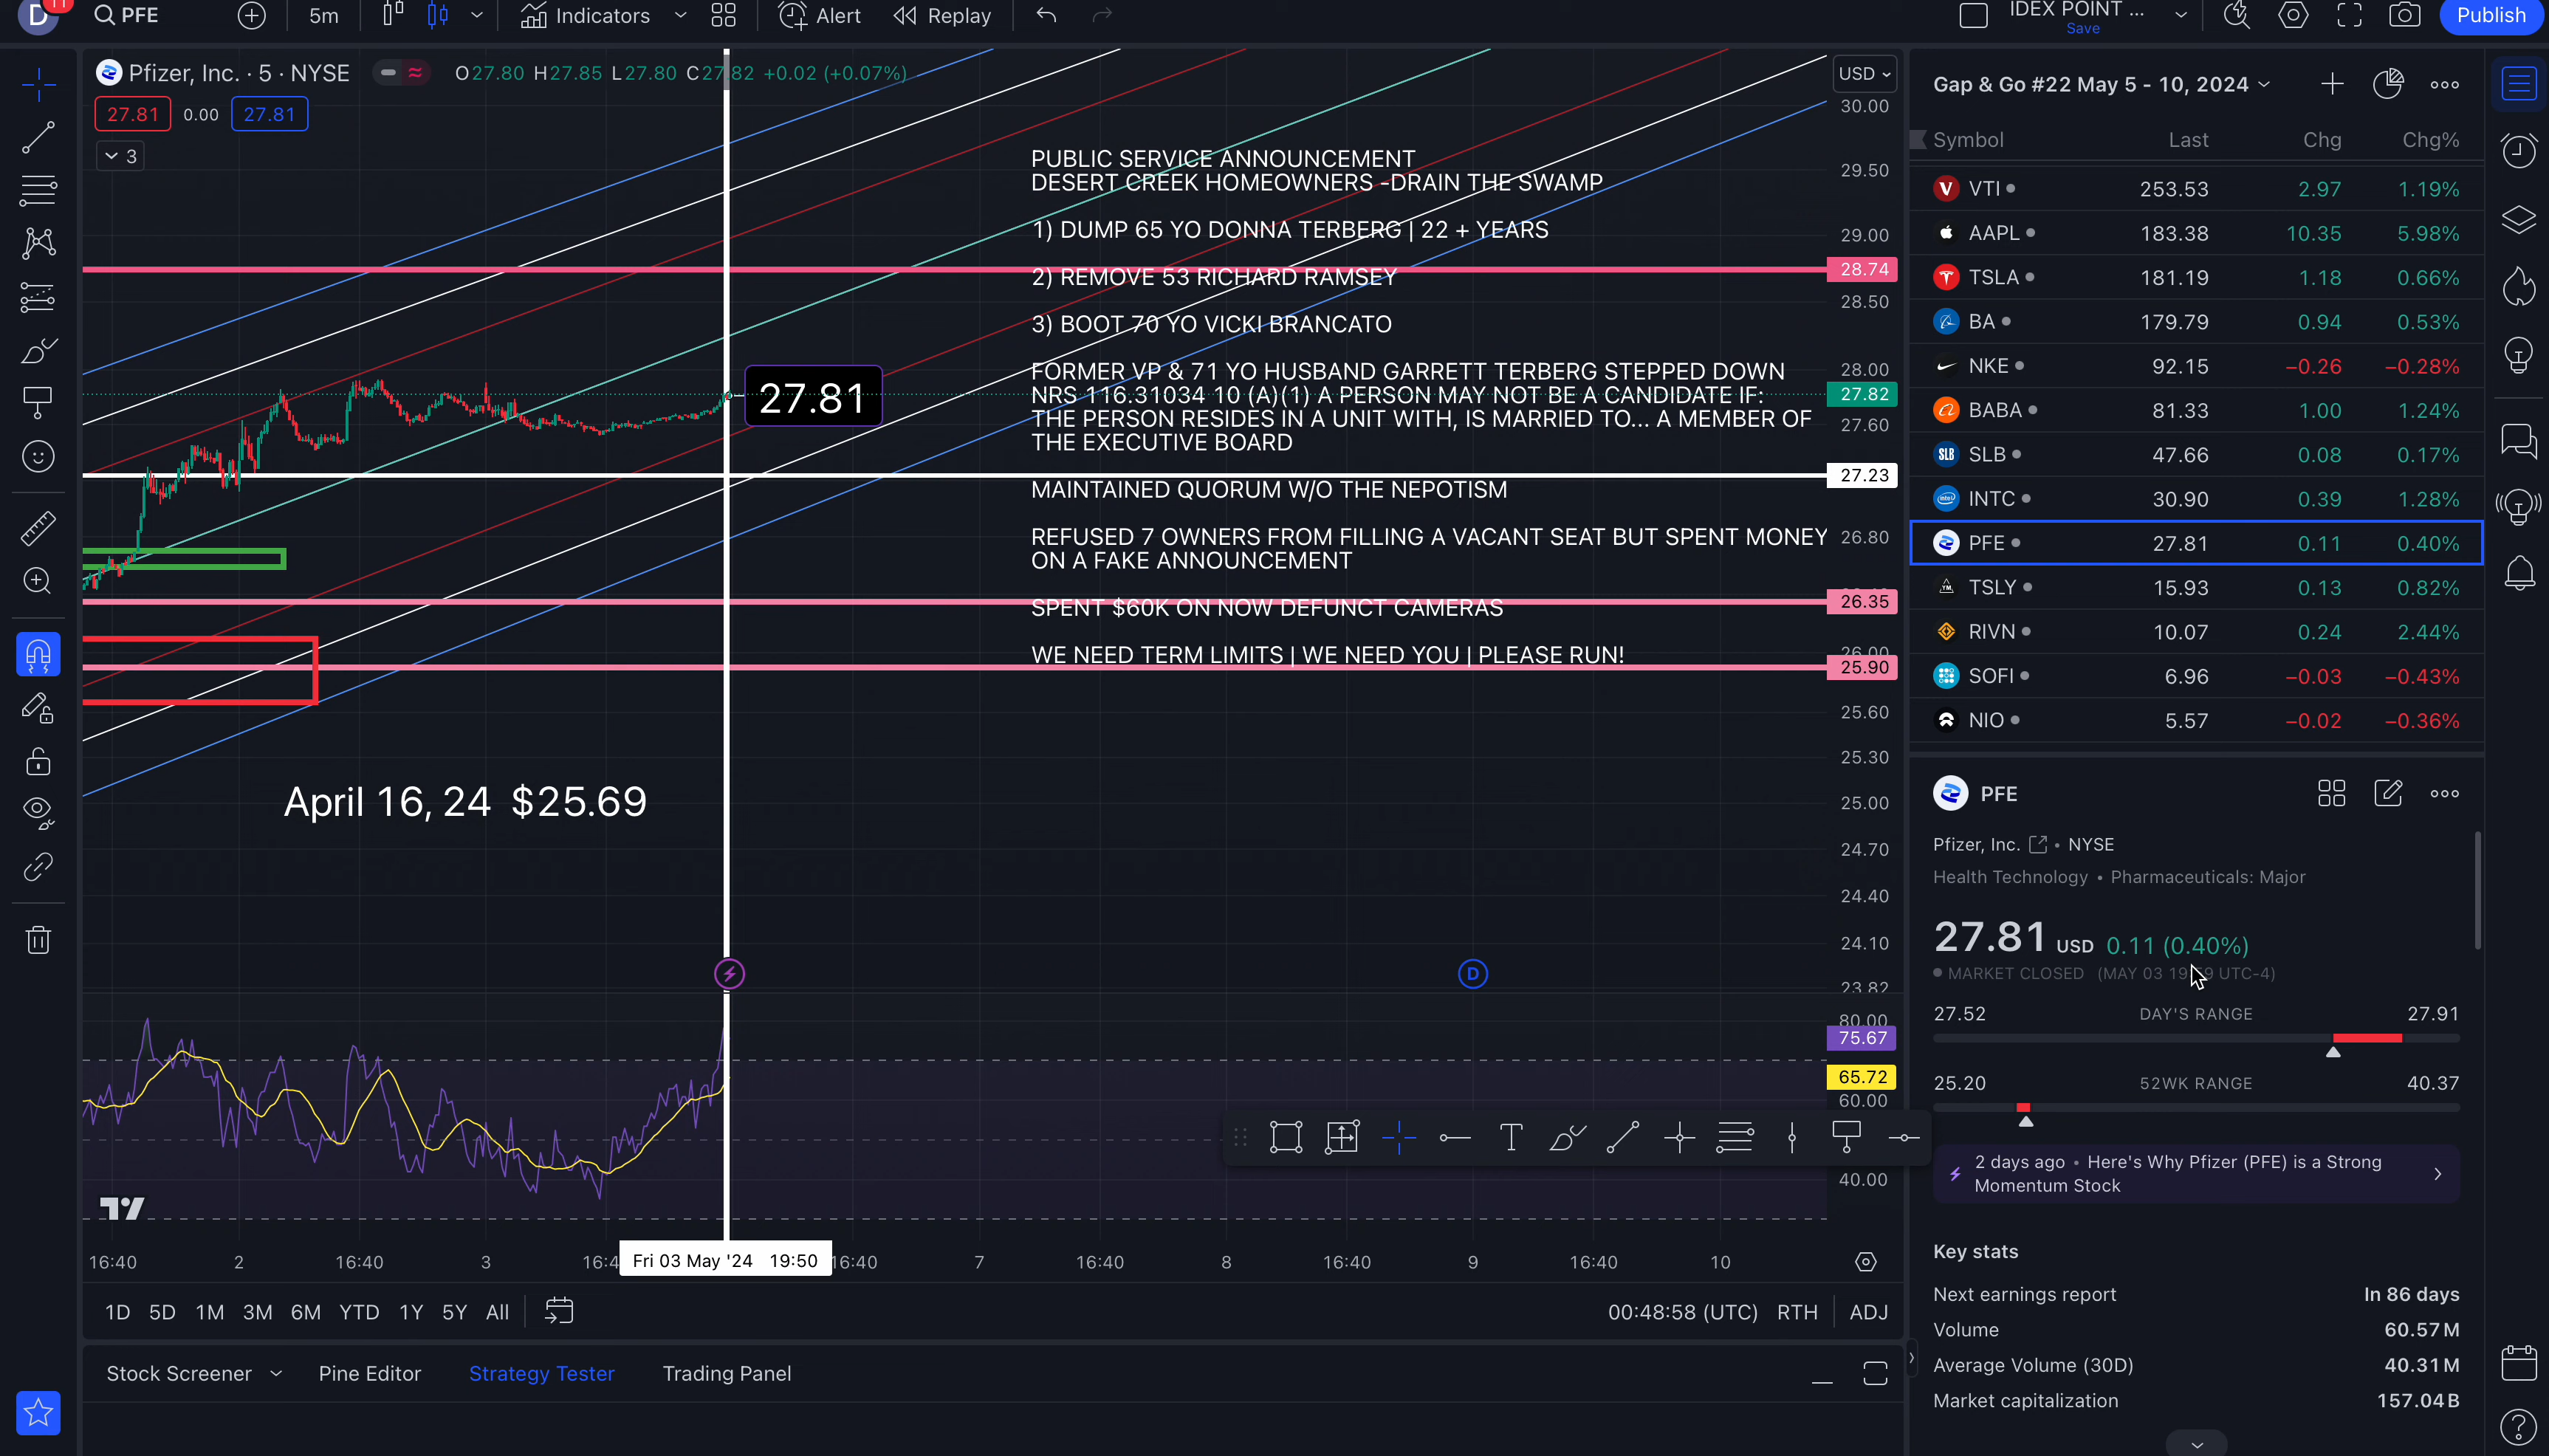 D
11
PFE
5m
Indicators
Alert
Replay
IDEX POINT ...
Save
Publish
Pfizer, Inc. · 5 · NYSE
O27.80 H27.85 L27.80 C27.82 +0.02 (+0.07%)
27.81 0.00 27.81
3
USD
PUBLIC SERVICE ANNOUNCEMENT
DESERT CREEK HOMEOWNERS -DRAIN THE SWAMP
1) DUMP 65 YO DONNA TERBERG | 22 + YEARS
2) REMOVE 53 RICHARD RAMSEY
3) BOOT 70 YO VICKI BRANCATO
FORMER VP & 71 YO HUSBAND GARRETT TERBERG STEPPED DOWN
NRS 116.31034 10 (A)(1) A PERSON MAY NOT BE A CANDIDATE IF:
THE PERSON RESIDES IN A UNIT WITH, IS MARRIED TO... A MEMBER OF
THE EXECUTIVE BOARD
MAINTAINED QUORUM W/O THE NEPOTISM
REFUSED 7 OWNERS FROM FILLING A VACANT SEAT BUT SPENT MONEY
ON A FAKE ANNOUNCEMENT
SPENT $60K ON NOW DEFUNCT CAMERAS
WE NEED TERM LIMITS | WE NEED YOU | PLEASE RUN!
27.81
April 16, 24 $25.69
D
30.00
29.50
29.00
28.74
28.50
28.00
27.82
27.60
27.23
26.80
26.35
26.00
25.90
25.60
25.30
25.00
24.70
24.40
24.10
23.82
80.00
75.67
65.72
60.00
40.00
16:40 2 16:40 3 16:4 Fri 03 May '24 19:50 16:40 7 16:40 8 16:40 9 16:40 10
1D 5D 1M 3M 6M YTD 1Y 5Y All
00:48:58 (UTC) RTH ADJ
Stock Screener Pine Editor Strategy Tester Trading Panel
Gap & Go #22 May 5 - 10, 2024
Symbol Last Chg Chg%
VTI 253.53 2.97 1.19%
AAPL 183.38 10.35 5.98%
TSLA 181.19 1.18 0.66%
BA 179.79 0.94 0.53%
NKE 92.15 −0.26 −0.28%
BABA 81.33 1.00 1.24%
SLB SLB 47.66 0.08 0.17%
INTC 30.90 0.39 1.28%
PFE 27.81 0.11 0.40%
TSLY 15.93 0.13 0.82%
RIVN 10.07 0.24 2.44%
SOFI 6.96 −0.03 −0.43%
NIO 5.57 −0.02 −0.36%
PFE
Pfizer, Inc. • NYSE
Health Technology • Pharmaceuticals: Major
27.81 USD 0.11 (0.40%)
MARKET CLOSED (MAY 03 UTC-4)
27.52 DAY'S RANGE 27.91
25.20 52WK RANGE 40.37
2 days ago • Here's Why Pfizer (PFE) is a Strong
Momentum Stock
Key stats
Next earnings report In 86 days
Volume 60.57M
Average Volume (30D) 40.31M
Market capitalization 157.04B